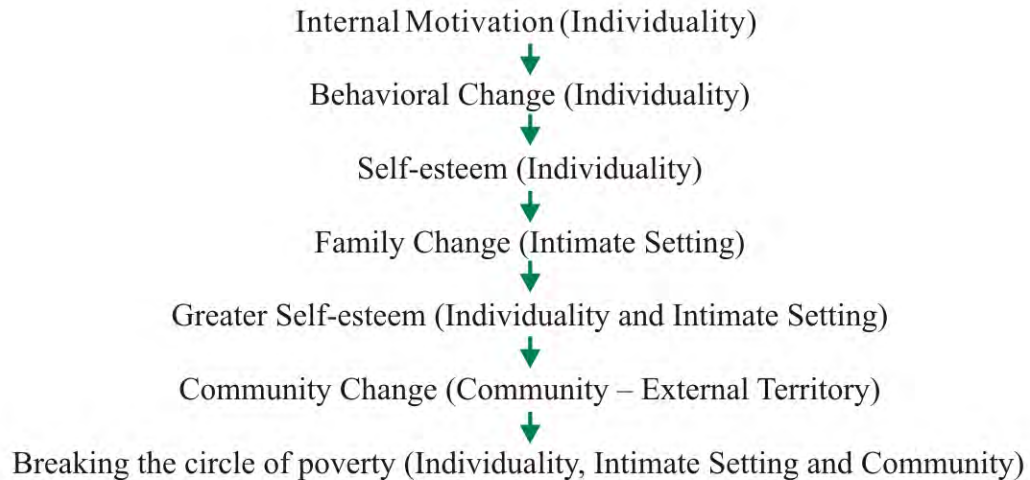 Internal Motivation (Individuality)
Behavioral Change (Individuality)
Self-esteem (Individuality)
Family Change (Intimate Setting)
Greater Self-esteem (Individuality and Intimate Setting)
Community Change (Community – External Territory)
Breaking the circle of poverty (Individuality, Intimate Setting and Community)